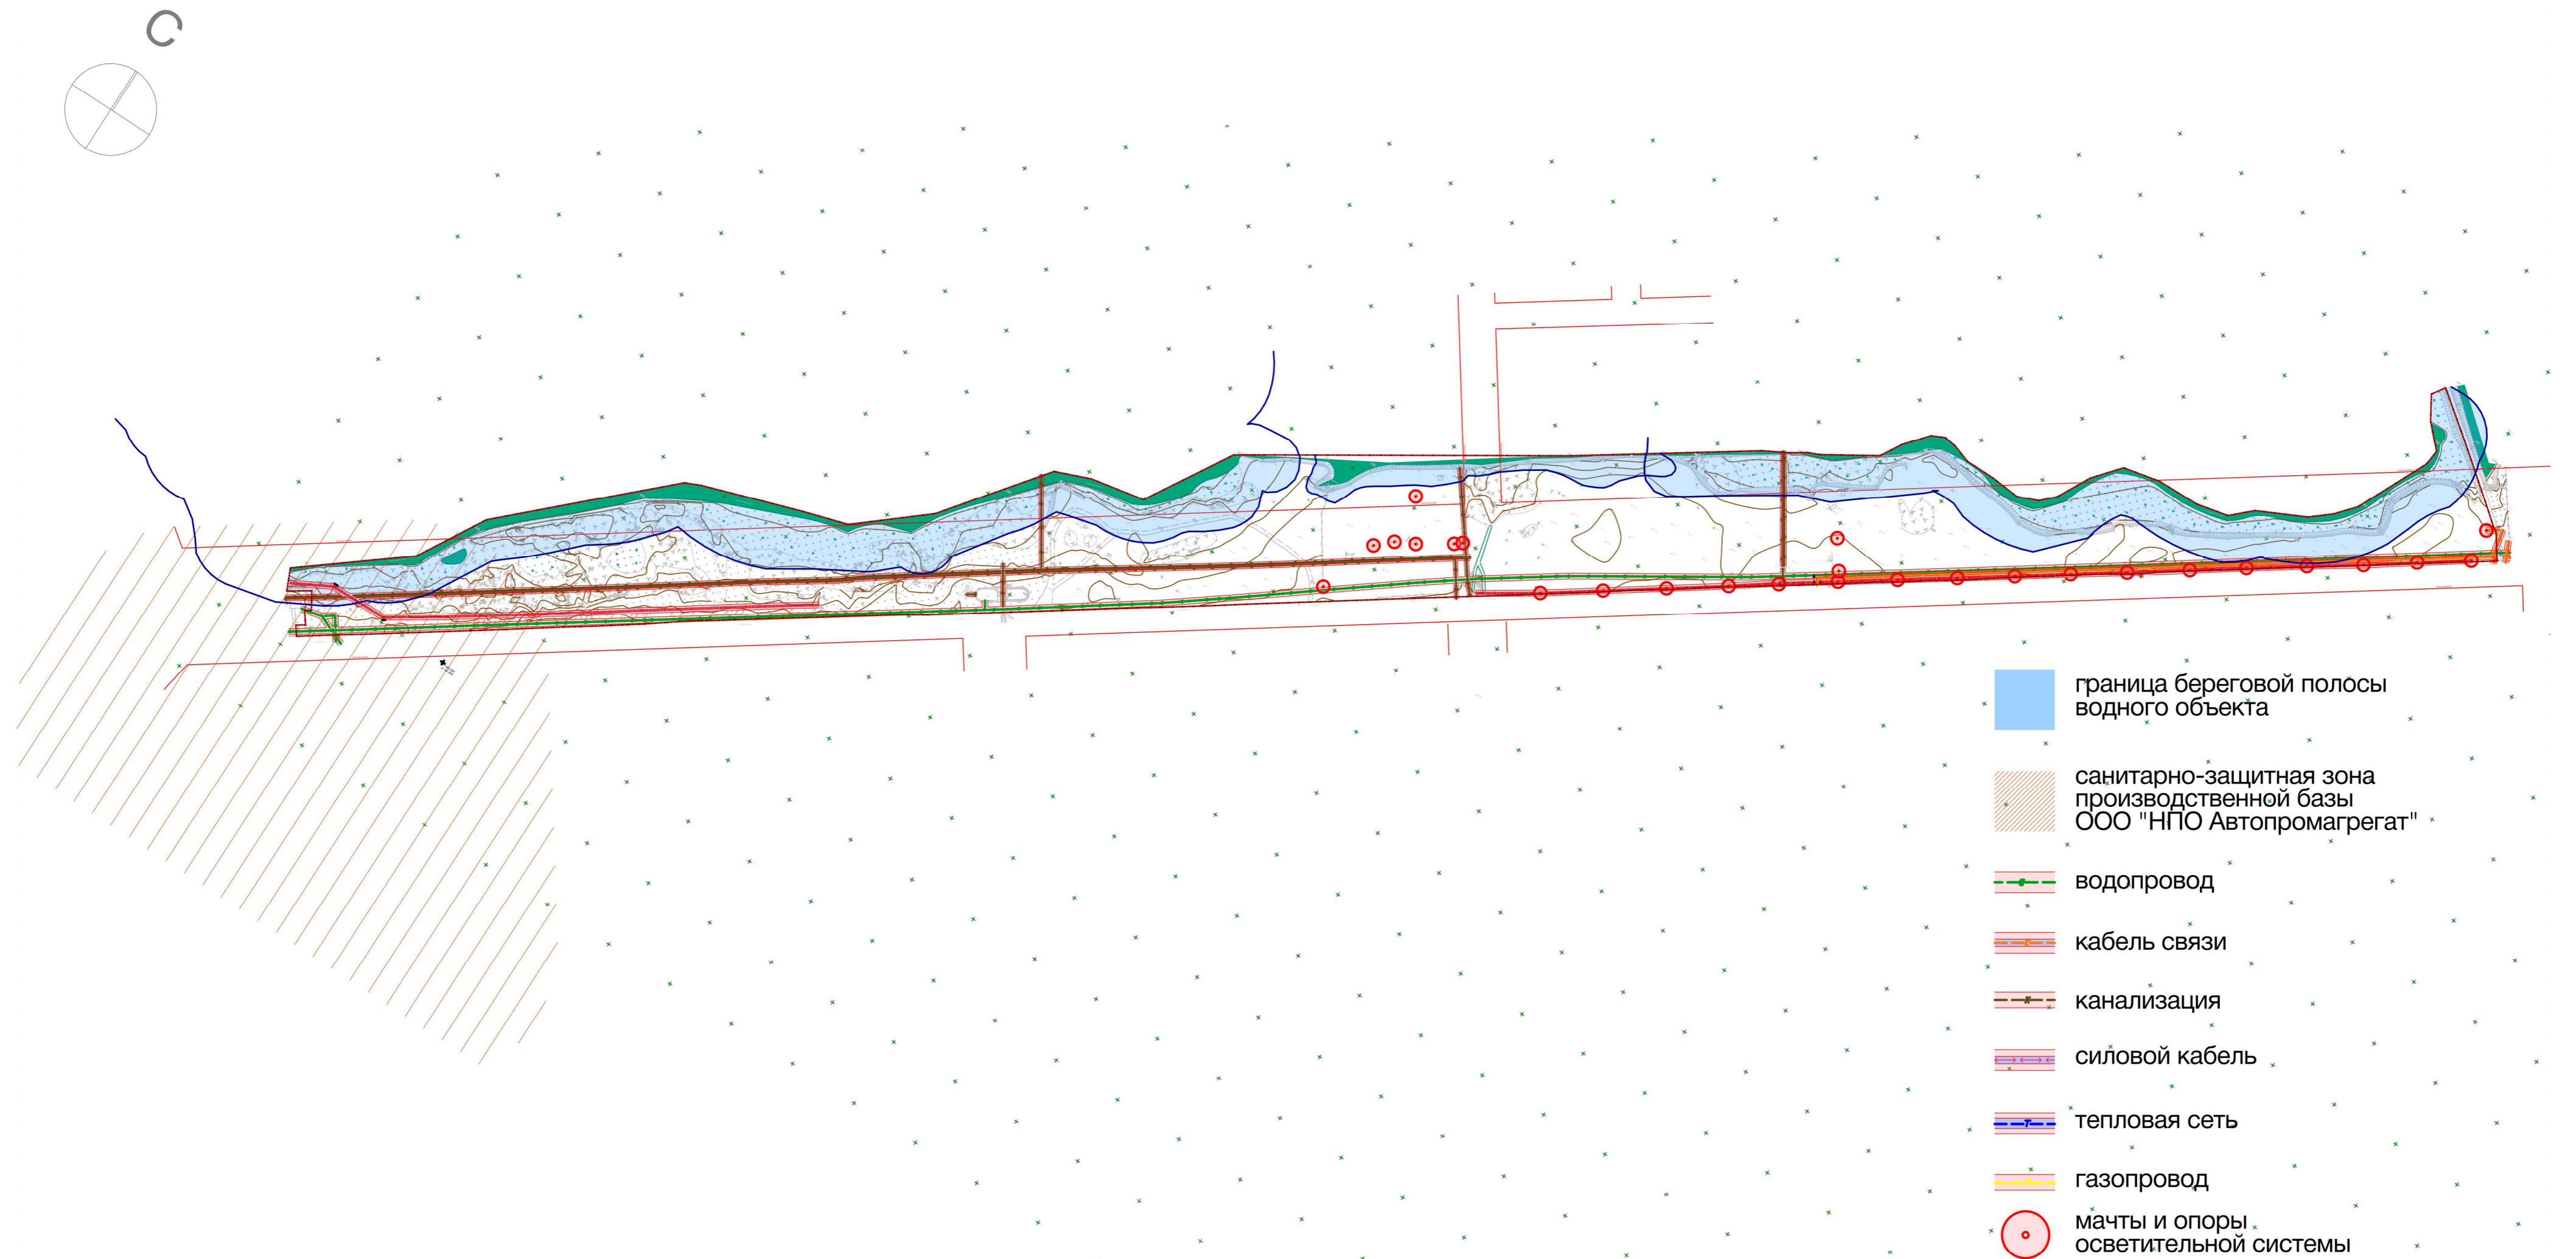 С
граница береговой полосы
водного объекта
санитарно-защитная зона
производственной базы
ООО "НПО Автопромагрегат"
водопровод
кабель связи
канализация
силовой кабель
тепловая сеть
газопровод
мачты и опоры
осветительной системы